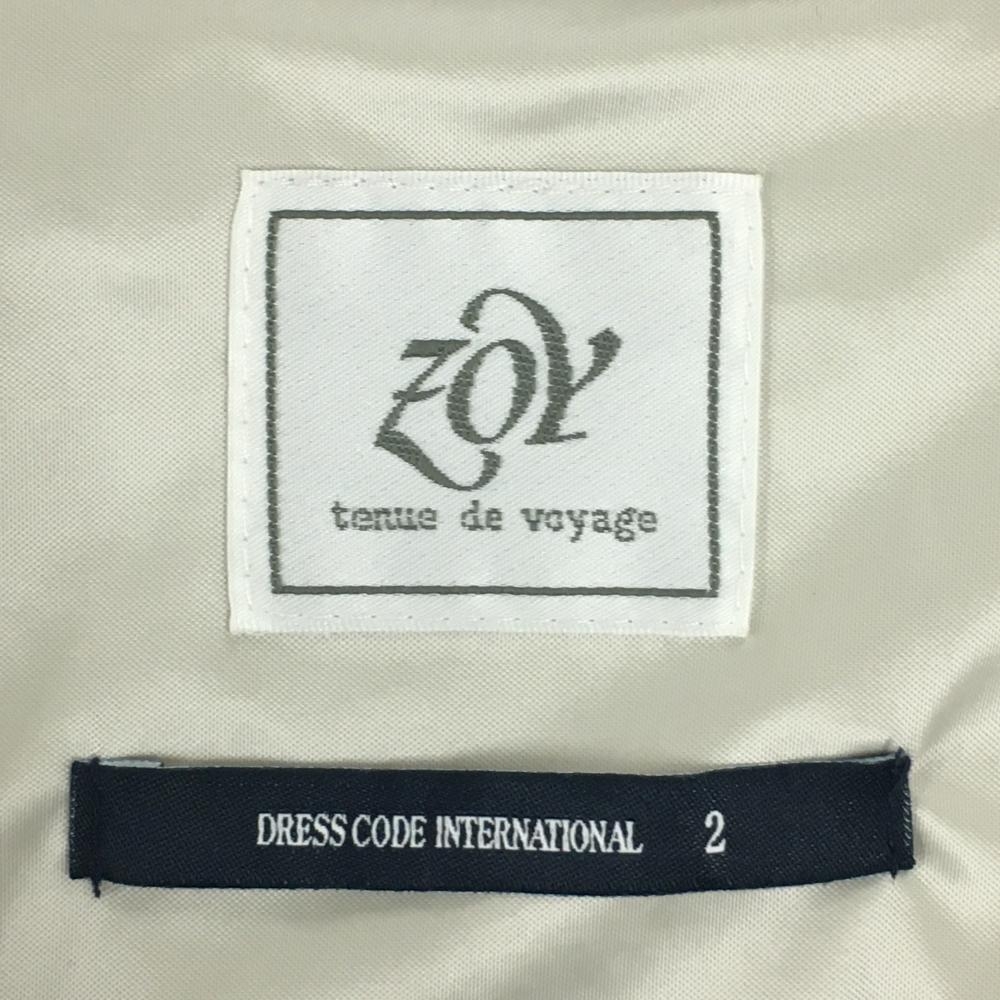 ZOY
tenue de voyage
DRESS CODE INTERNATIONAL 2